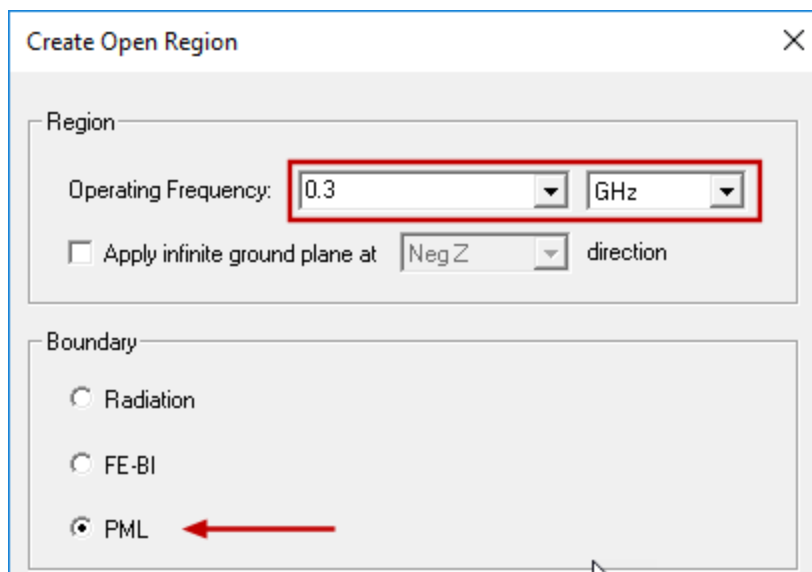 Create Open Region
Region
Operating Frequency: 0.3 GHz
Apply infinite ground plane at Neg Z direction
Boundary
Radiation
FE-BI
PML